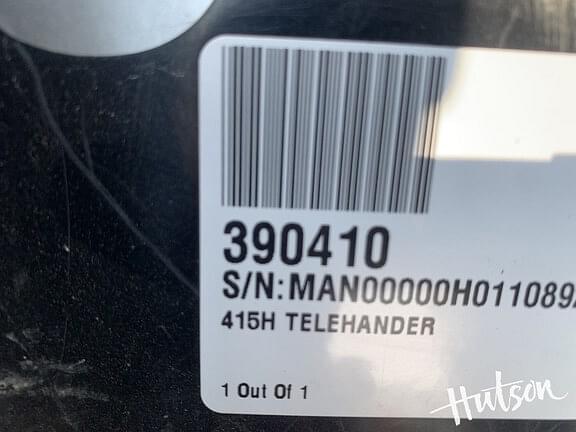 390410
S/N:MAN00000H011089
415H TELEHANDER
1 Out Of 1
Hutson